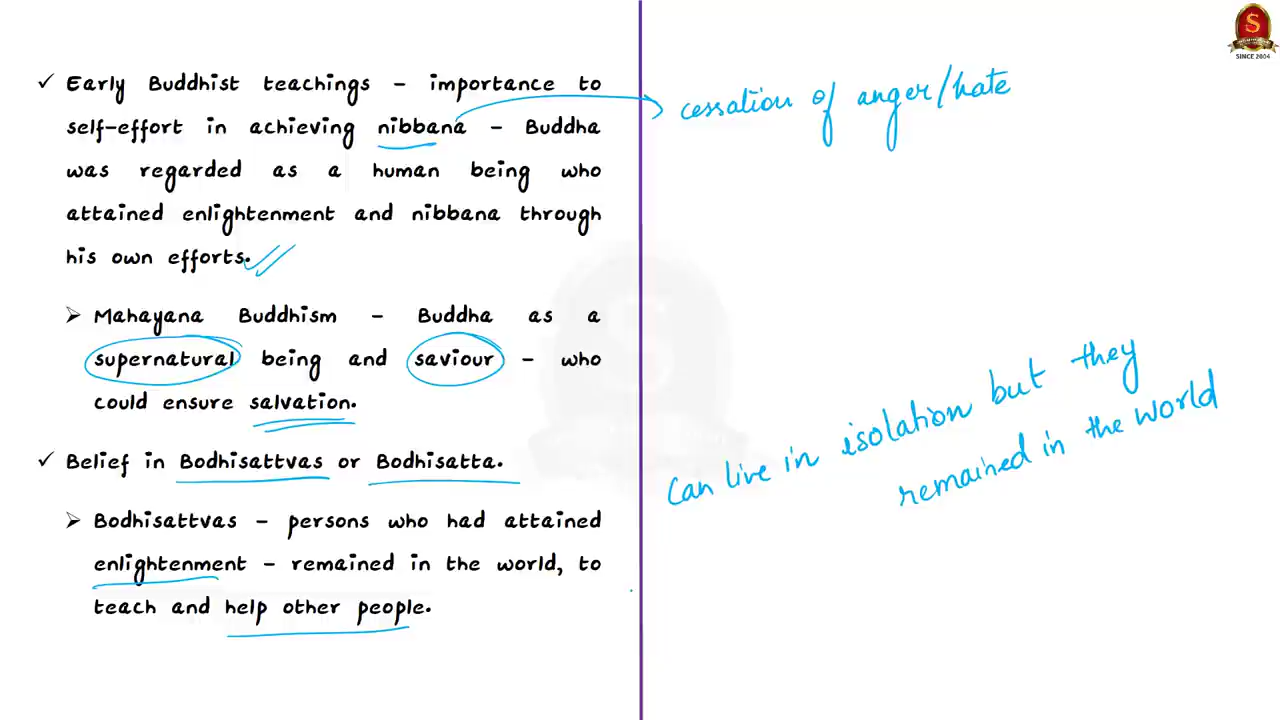 ✓ Early Buddhist teachings – importance to
self-effort in achieving nibbana – Buddha
was regarded as a human being who
attained enlightenment and nibbana through
his own efforts.
➢ Mahayana Buddhism – Buddha as a
supernatural being and saviour – who
could ensure salvation.
✓ Belief in Bodhisattvas or Bodhisatta.
➢ Bodhisattvas – persons who had attained
enlightenment – remained in the world, to
teach and help other people.
cessation of anger/hate
can live in isolation but they
remained in the world
S
SINCE 2004